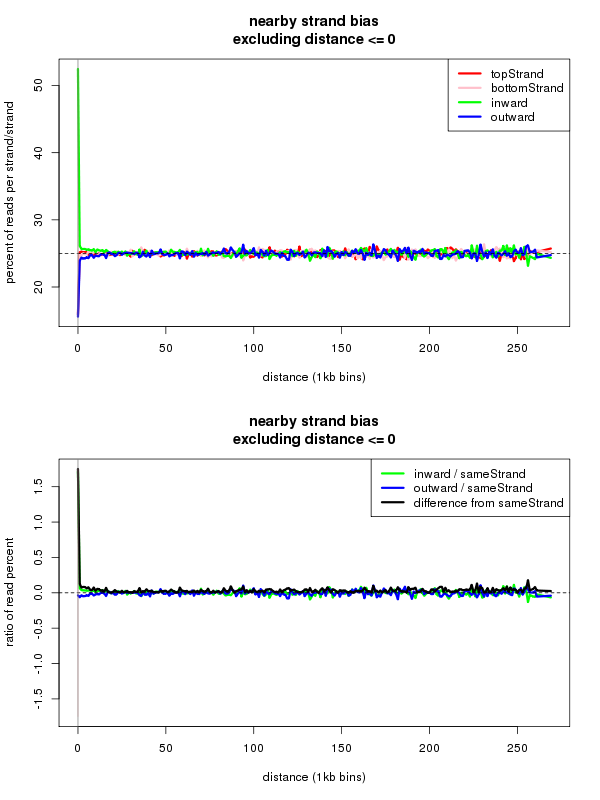 nearby strand bias
excluding distance <= 0
topStrand
bottomStrand
inward
outward
percent of reads per strand/strand
50
40
30
20
0
50
100
150
200
250
distance (1kb bins)
nearby strand bias
excluding distance <= 0
inward / sameStrand
outward / sameStrand
difference from sameStrand
ratio of read percent
1.5
1.0
0.5
0.0
-0.5
-1.0
-1.5
0
50
100
150
200
250
distance (1kb bins)